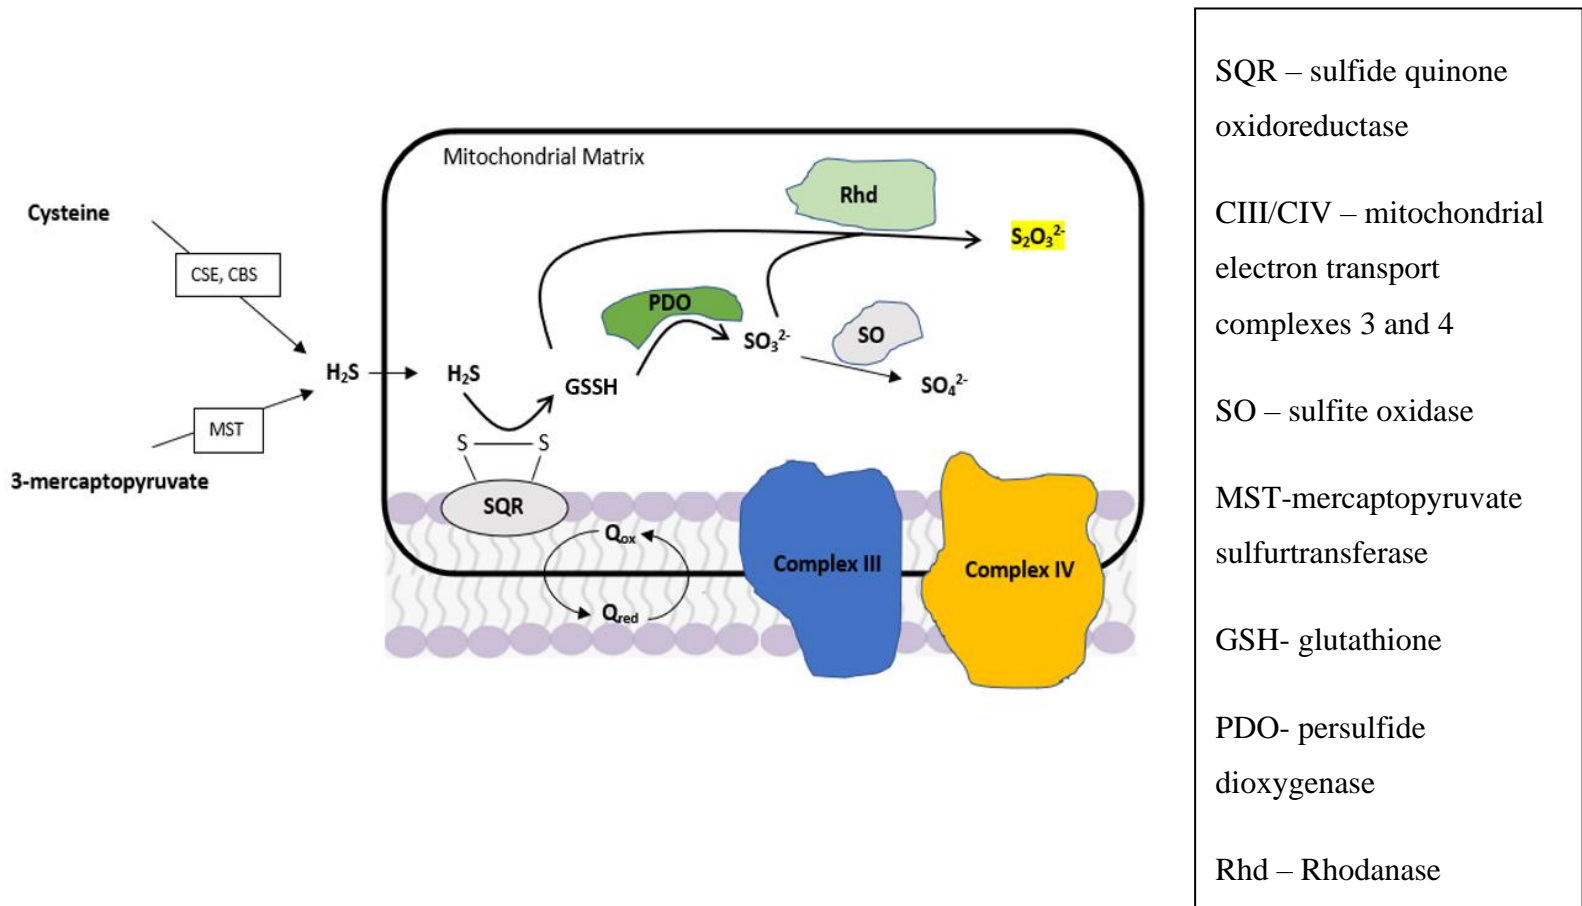 Mitochondrial Matrix
Rhd
Cysteine
S₂O₃²⁻
CSE, CBS
PDO
SO₃²⁻
SO
H₂S
H₂S
GSSH
SO₄²⁻
MST
S
S
3-mercaptopyruvate
SQR
Qox
Complex III
Complex IV
Qred
SQR – sulfide quinone
oxidoreductase
CIII/CIV – mitochondrial
electron transport
complexes 3 and 4
SO – sulfite oxidase
MST-mercaptopyruvate
sulfurtransferase
GSH- glutathione
PDO- persulfide
dioxygenase
Rhd – Rhodanase